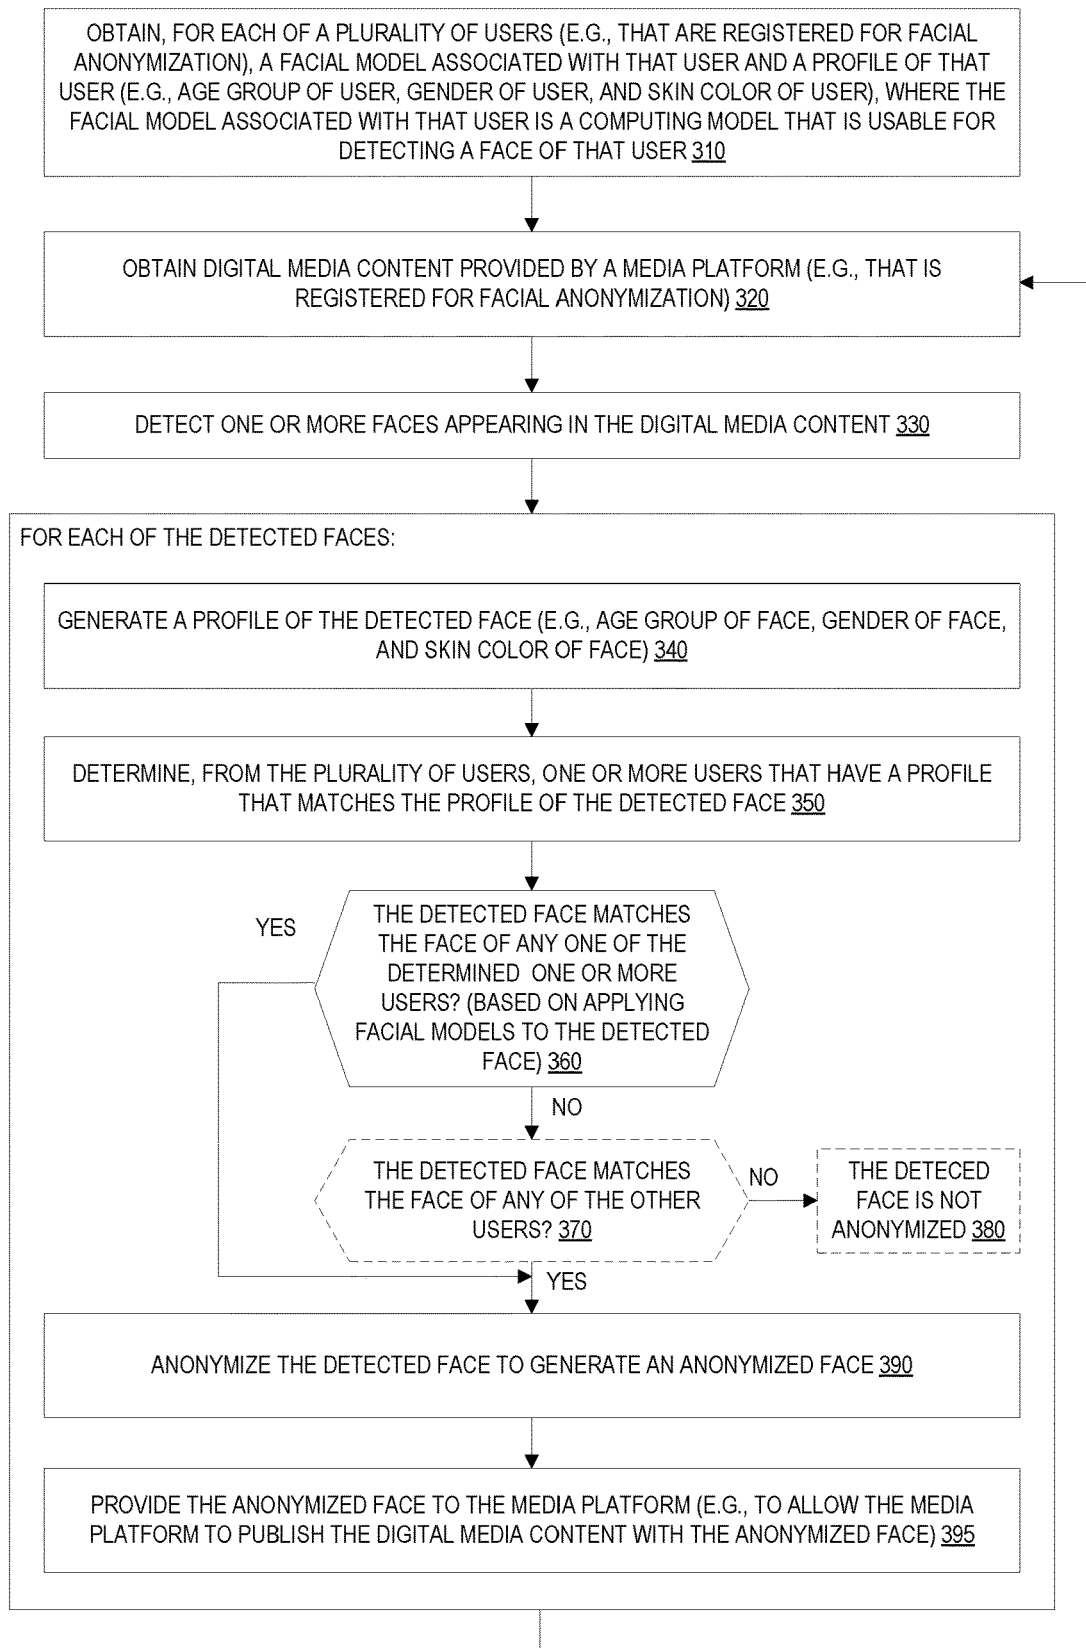 OBTAIN, FOR EACH OF A PLURALITY OF USERS (E.G., THAT ARE REGISTERED FOR FACIAL
ANONYMIZATION), A FACIAL MODEL ASSOCIATED WITH THAT USER AND A PROFILE OF THAT
USER (E.G., AGE GROUP OF USER, GENDER OF USER, AND SKIN COLOR OF USER), WHERE THE
FACIAL MODEL ASSOCIATED WITH THAT USER IS A COMPUTING MODEL THAT IS USABLE FOR
DETECTING A FACE OF THAT USER 310
OBTAIN DIGITAL MEDIA CONTENT PROVIDED BY A MEDIA PLATFORM (E.G., THAT IS
REGISTERED FOR FACIAL ANONYMIZATION) 320
DETECT ONE OR MORE FACES APPEARING IN THE DIGITAL MEDIA CONTENT 330
FOR EACH OF THE DETECTED FACES:
GENERATE A PROFILE OF THE DETECTED FACE (E.G., AGE GROUP OF FACE, GENDER OF FACE,
AND SKIN COLOR OF FACE) 340
DETERMINE, FROM THE PLURALITY OF USERS, ONE OR MORE USERS THAT HAVE A PROFILE
THAT MATCHES THE PROFILE OF THE DETECTED FACE 350
YES
THE DETECTED FACE MATCHES
THE FACE OF ANY ONE OF THE
DETERMINED ONE OR MORE
USERS? (BASED ON APPLYING
FACIAL MODELS TO THE DETECTED
FACE) 360
NO
THE DETECTED FACE MATCHES
THE FACE OF ANY OF THE OTHER
USERS? 370
NO
THE DETECED
FACE IS NOT
ANONYMIZED 380
YES
ANONYMIZE THE DETECTED FACE TO GENERATE AN ANONYMIZED FACE 390
PROVIDE THE ANONYMIZED FACE TO THE MEDIA PLATFORM (E.G., TO ALLOW THE MEDIA
PLATFORM TO PUBLISH THE DIGITAL MEDIA CONTENT WITH THE ANONYMIZED FACE) 395